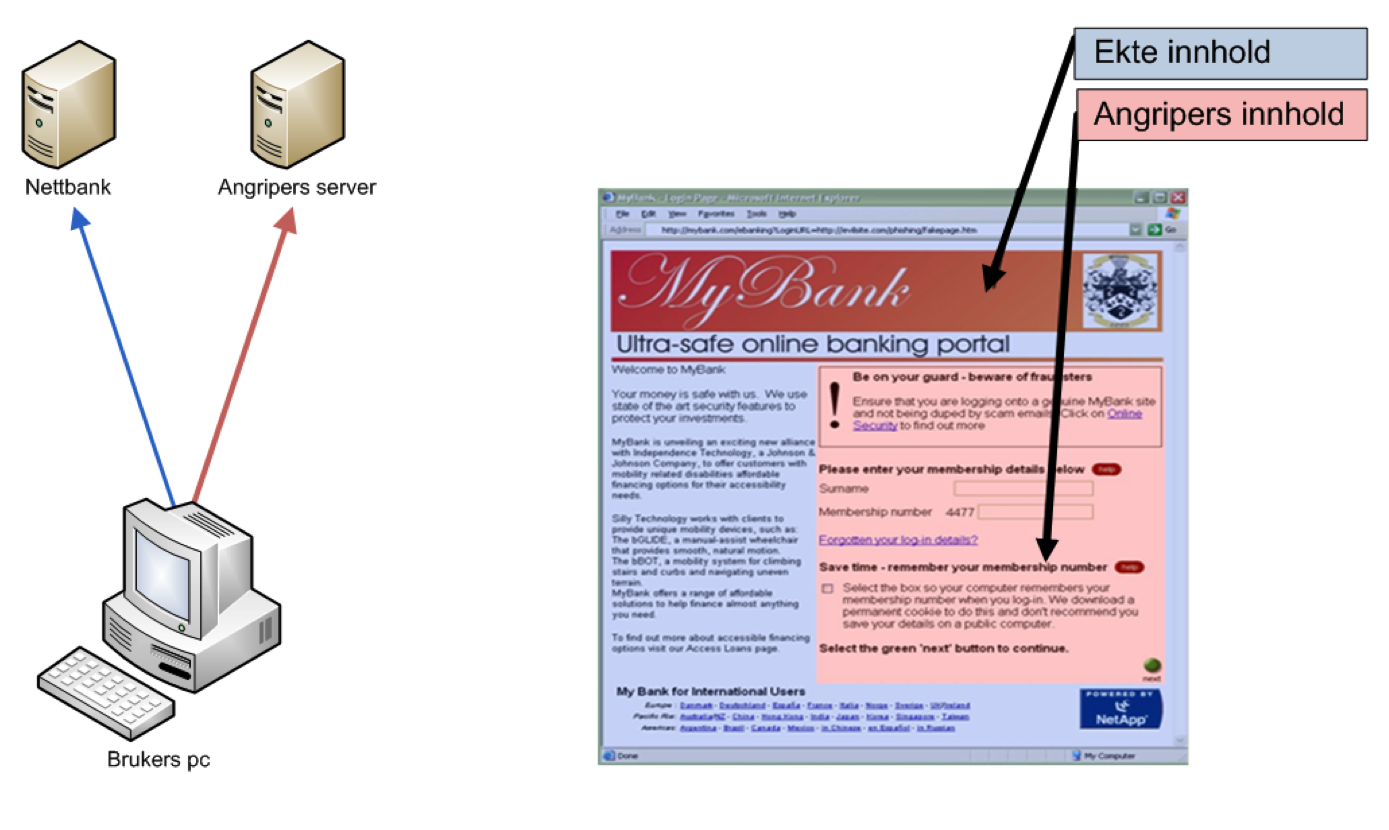 Ekte innhold
Angripers innhold
Nettbank
Angripers server
Brukers pc
MyBank - Login Page - Microsoft Internet Explorer
File Edit View Favorites Tools Help
Address http://mybank.com/ebanking?LoginURL=http://evilsite.com/phishing/fakepage.htm Go
MyBank
Ultra-safe online banking portal
Welcome to MyBank
Your money is safe with us. We use
state of the art security features to
protect your investments.
MyBank is unveiling an exciting new alliance
with Independence Technology, a Johnson &
Johnson Company, to offer customers with
mobility related disabilities affordable
financing options for their accessibility
needs.
Silly Technology works with clients to
provide unique mobility devices, such as:
The bGLIDE, a manual-assist wheelchair
that provides smooth, natural motion.
The bBOT, a mobility system for climbing
stairs and curbs and navigating uneven
terrain.
MyBank offers a range of affordable
solutions to help finance almost anything
you need.
To find out more about accessible financing
options visit our Access Loans page.
Be on your guard - beware of fraudsters
! Ensure that you are logging onto a genuine MyBank site
and not being duped by scam emails. Click on Online
Security to find out more
Please enter your membership details below help
Surname
Membership number 4477
Forgotten your log-in details?
Save time - remember your membership number help
Select the box so your computer remembers your
membership number when you log-in. We download a
permanent cookie to do this and don't recommend you
save your details on a public computer.
Select the green 'next' button to continue.
next
My Bank for International Users
Europe : Danmark - Deutschland - España - France - Italia - Norge - Sverige - UK/Ireland
Pacific Rim: Australia/NZ - China - Hong Kong - India - Japan - Korea - Singapore - Taiwan
Americas: Argentina - Brasil - Canada - Mexico - in Chinese - en Español - in Russian
POWERED BY
NetApp
Done My Computer